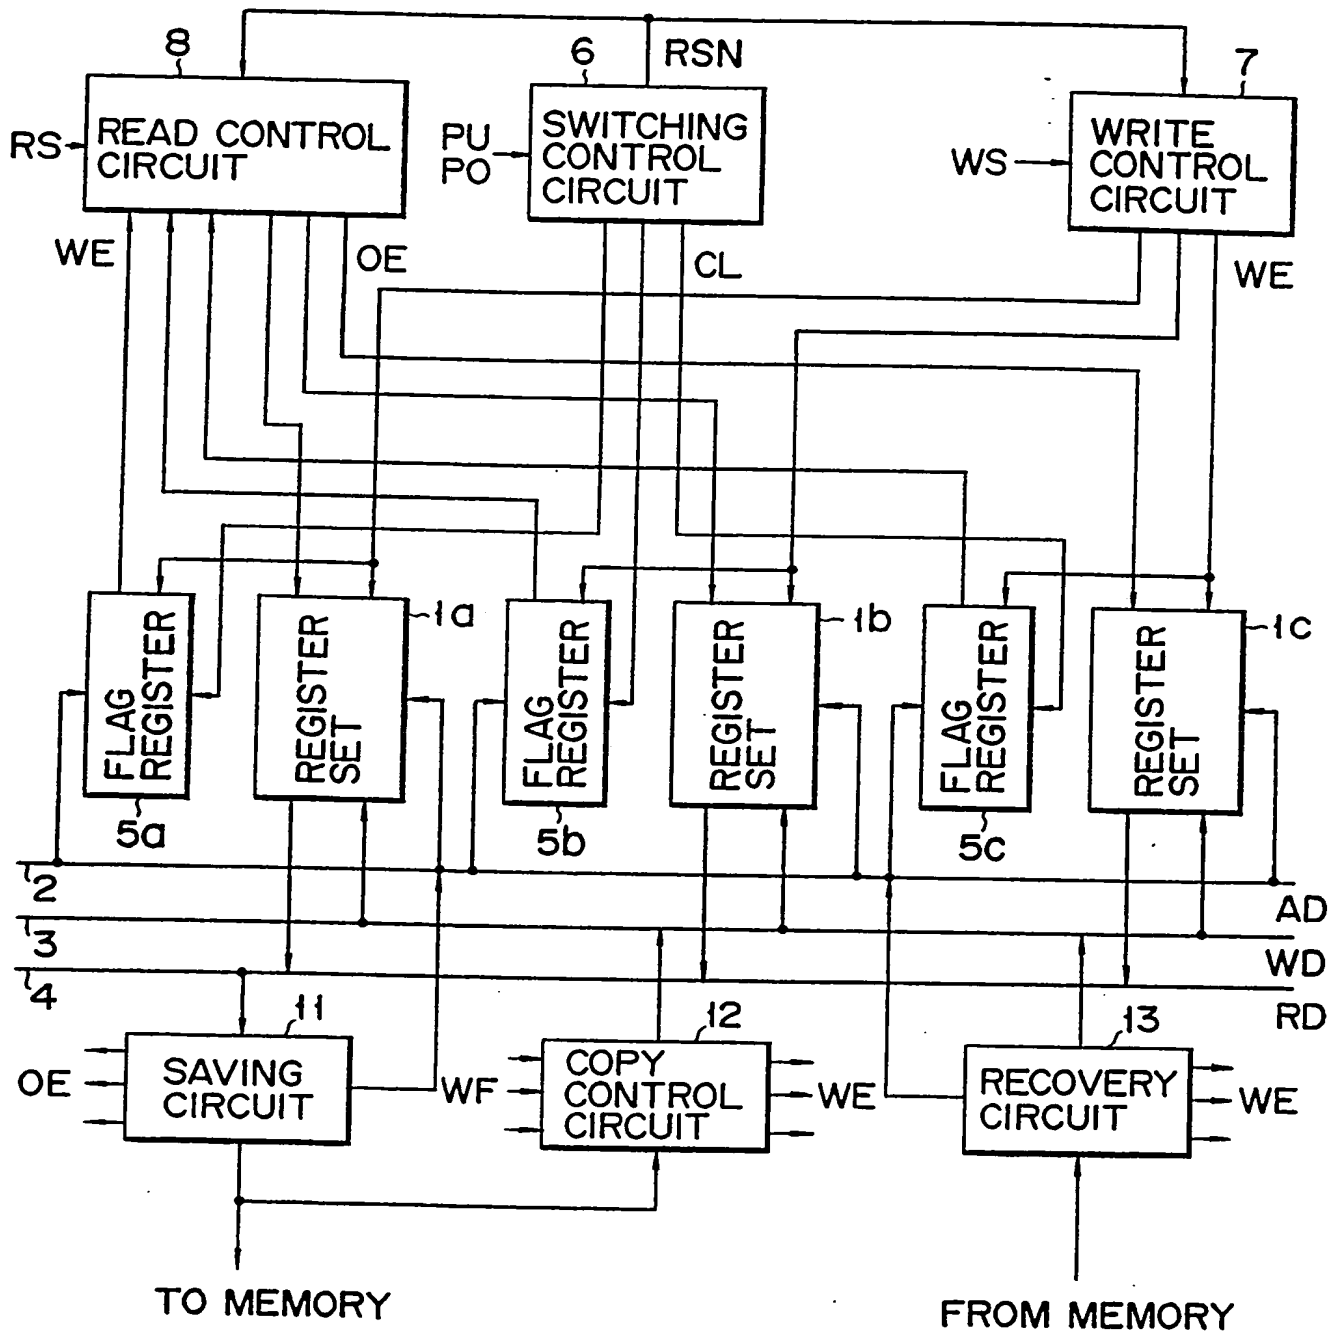 8
6
RSN
7
RS
READ CONTROL
CIRCUIT
PU
PO
SWITCHING
CONTROL
CIRCUIT
WS
WRITE
CONTROL
CIRCUIT
WE
OE
CL
WE
FLAG
REGISTER
5a
REGISTER
SET
1a
FLAG
REGISTER
5b
REGISTER
SET
1b
FLAG
REGISTER
5c
REGISTER
SET
1c
2
AD
3
WD
4
RD
11
12
13
OE
SAVING
CIRCUIT
WF
COPY
CONTROL
CIRCUIT
WE
RECOVERY
CIRCUIT
WE
TO MEMORY
FROM MEMORY